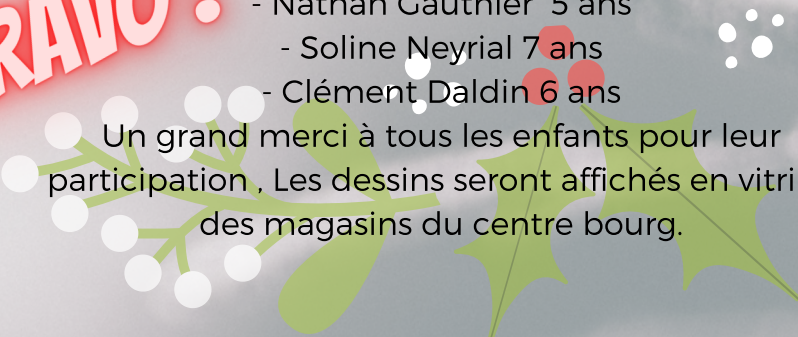 RAVO !
- Nathan Gauthier 5 ans
- Soline Neyrial 7 ans
- Clément Daldin 6 ans
Un grand merci à tous les enfants pour leur
participation , Les dessins seront affichés en vitri
des magasins du centre bourg.